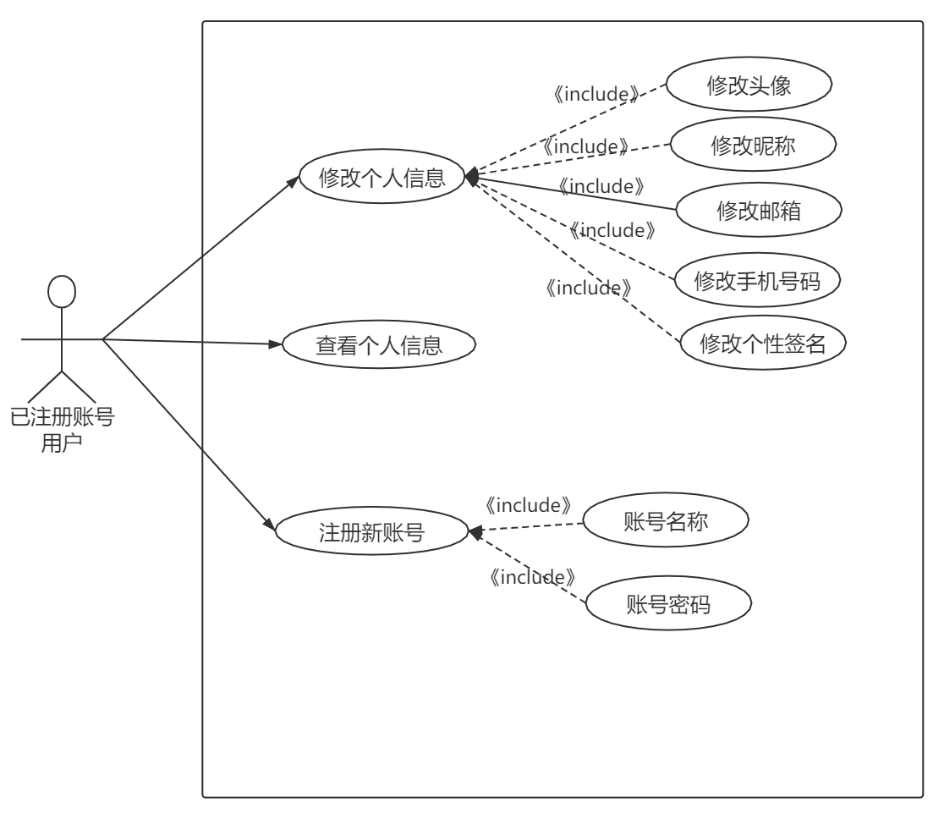 《include》
修改头像
《include》
修改昵称
修改个人信息
《include》
修改邮箱
《include》
修改手机号码
《include》
修改个性签名
查看个人信息
已注册账号
用户
《include》
账号名称
注册新账号
《include》
账号密码